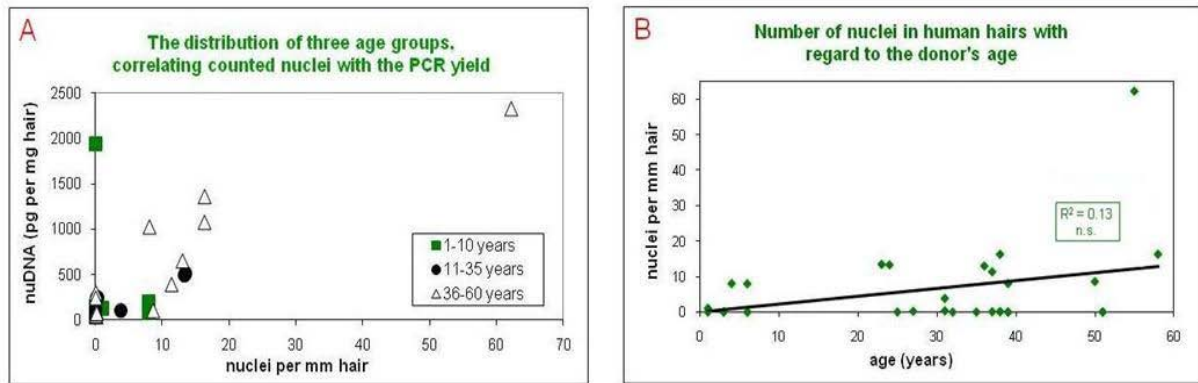 A
The distribution of three age groups,
correlating counted nuclei with the PCR yield
nuDNA (pg per mg hair)
2500
2000
1500
1000
500
0
0 10 20 30 40 50 60 70
nuclei per mm hair
1-10 years
11-35 years
36-60 years
B
Number of nuclei in human hairs with
regard to the donor's age
nuclei per mm hair
60
50
40
30
20
10
0
0 10 20 30 40 50 60
age (years)
R² = 0.13
n.s.